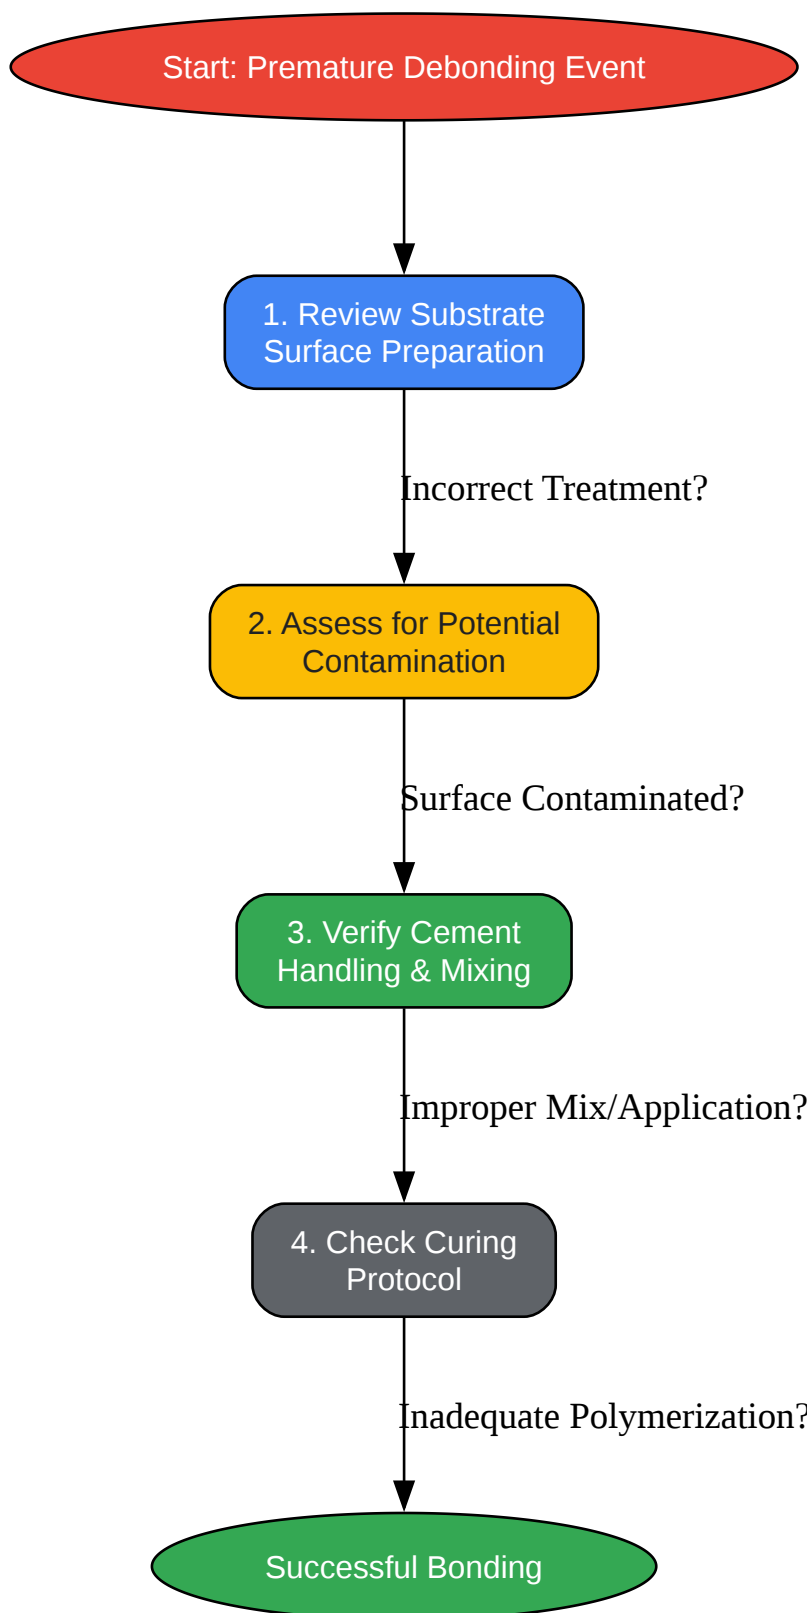 Start: Premature Debonding Event
1. Review Substrate
Surface Preparation
Incorrect Treatment?
2. Assess for Potential
Contamination
Surface Contaminated?
3. Verify Cement
Handling & Mixing
Improper Mix/Application?
4. Check Curing
Protocol
Inadequate Polymerization?
Successful Bonding